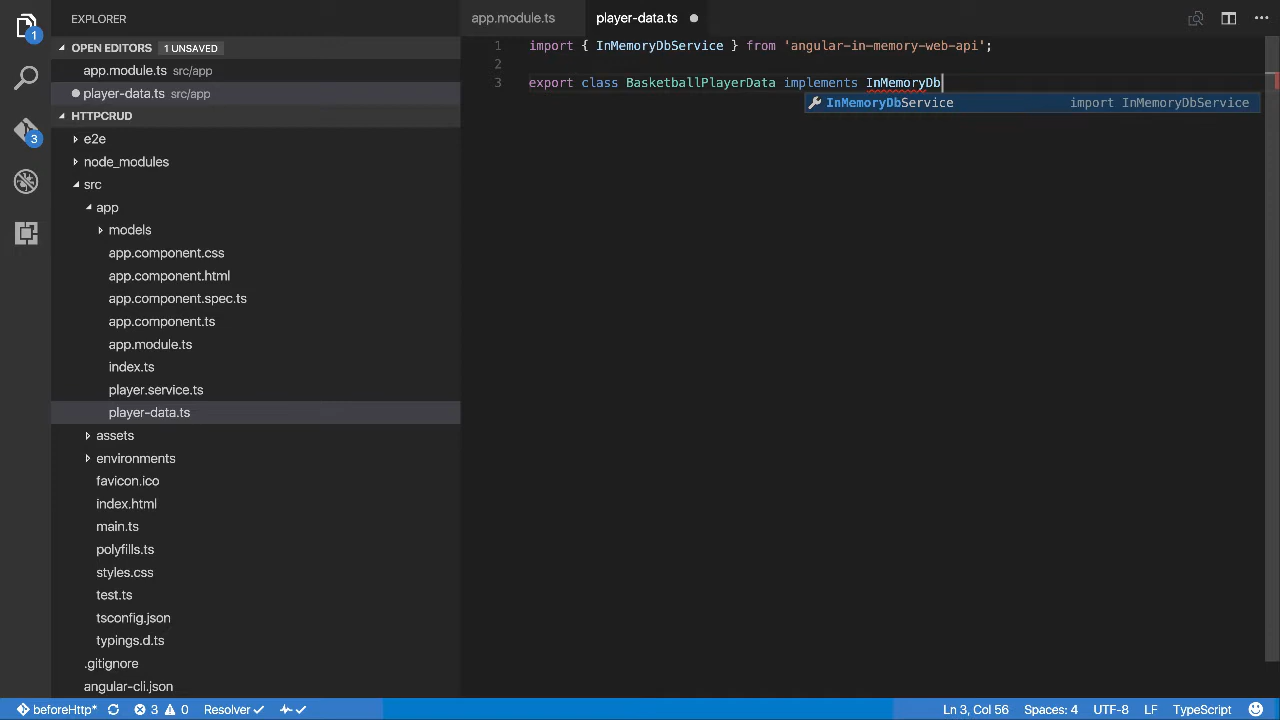 EXPLORER
OPEN EDITORS 1 UNSAVED
app.module.ts src/app
player-data.ts src/app
HTTPCRUD
e2e
node_modules
src
app
models
app.component.css
app.component.html
app.component.spec.ts
app.component.ts
app.module.ts
index.ts
player.service.ts
player-data.ts
assets
environments
favicon.ico
index.html
main.ts
polyfills.ts
styles.css
test.ts
tsconfig.json
typings.d.ts
.gitignore
angular-cli.json
1
3
app.module.ts player-data.ts
1 import { InMemoryDbService } from 'angular-in-memory-web-api';
2
3 export class BasketballPlayerData implements InMemoryDb
InMemoryDbService import InMemoryDbService
beforeHttp* 3 0 Resolver Ln 3, Col 56 Spaces: 4 UTF-8 LF TypeScript